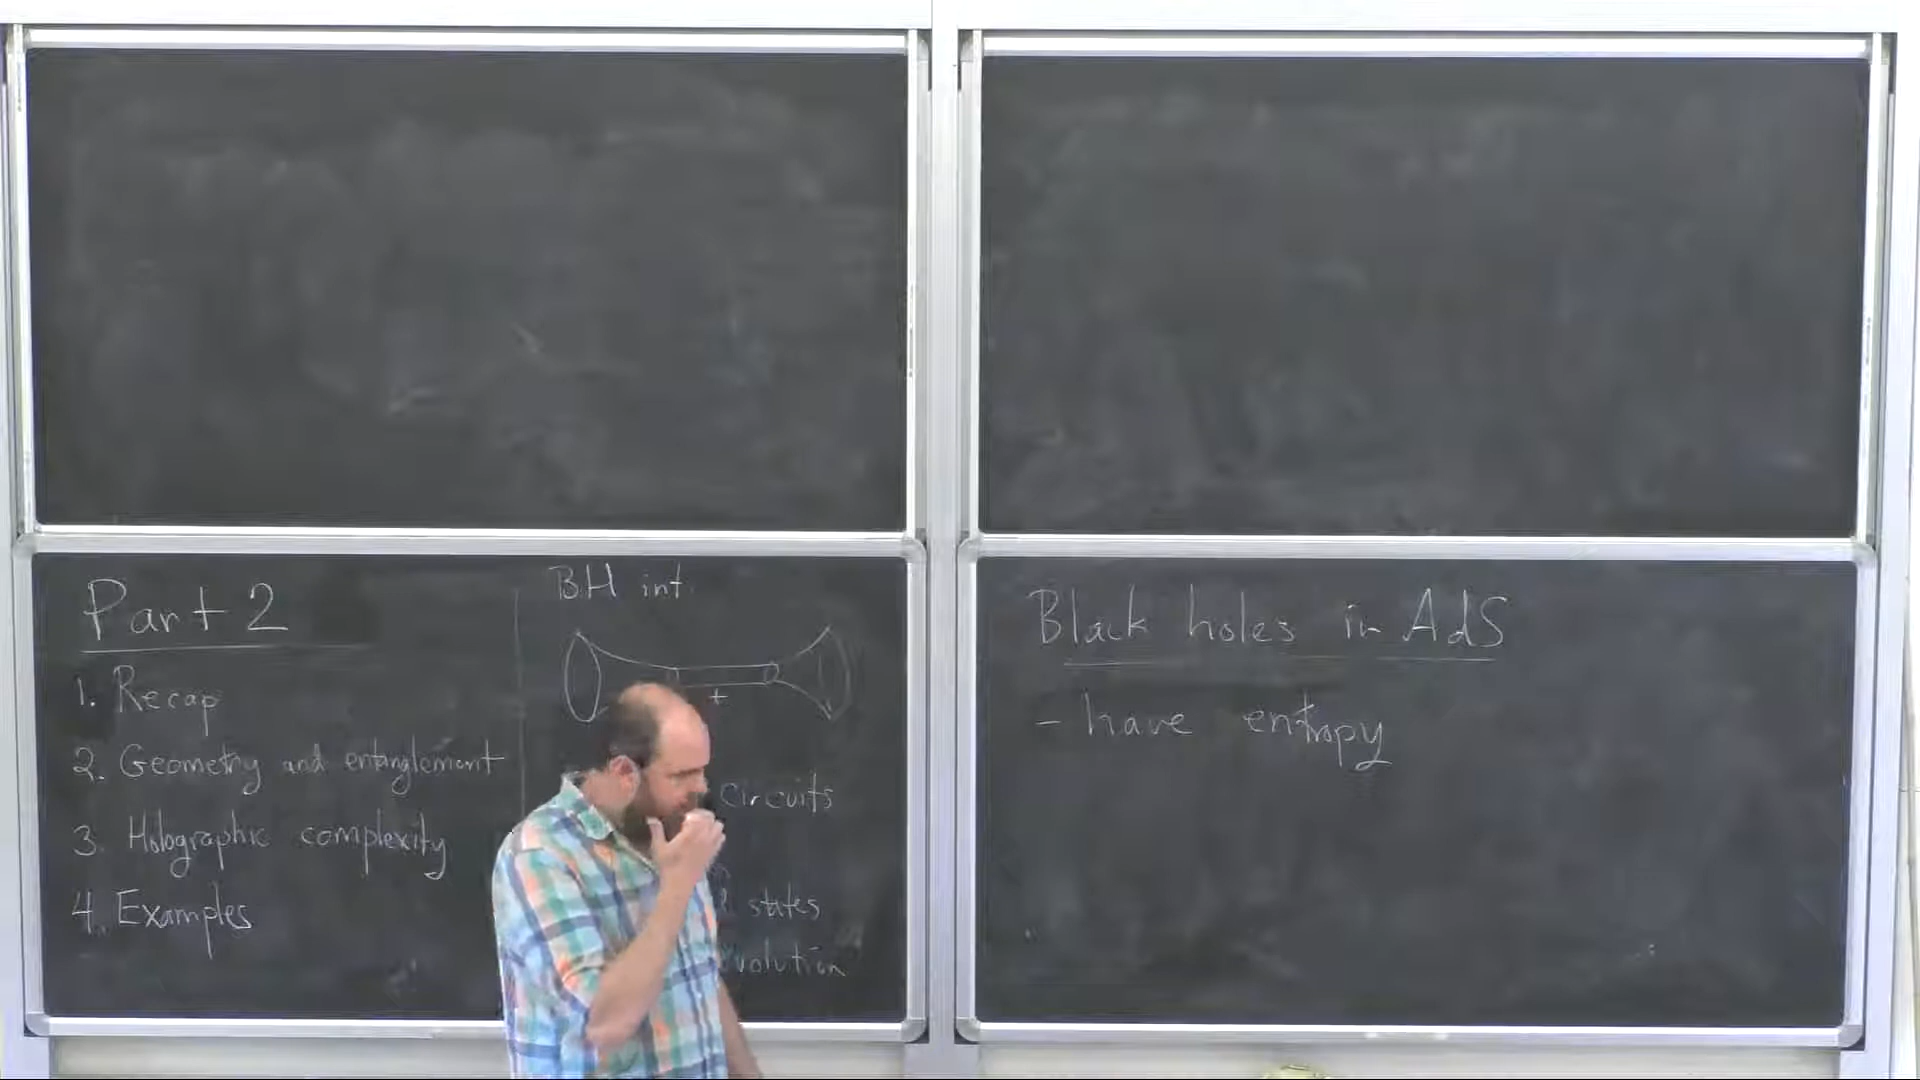 Part 2
1. Recap
2. Geometry and entanglement
3. Holographic complexity
4. Examples
BH int.
t
circuits
states
evolution
Black holes in AdS
- have entropy